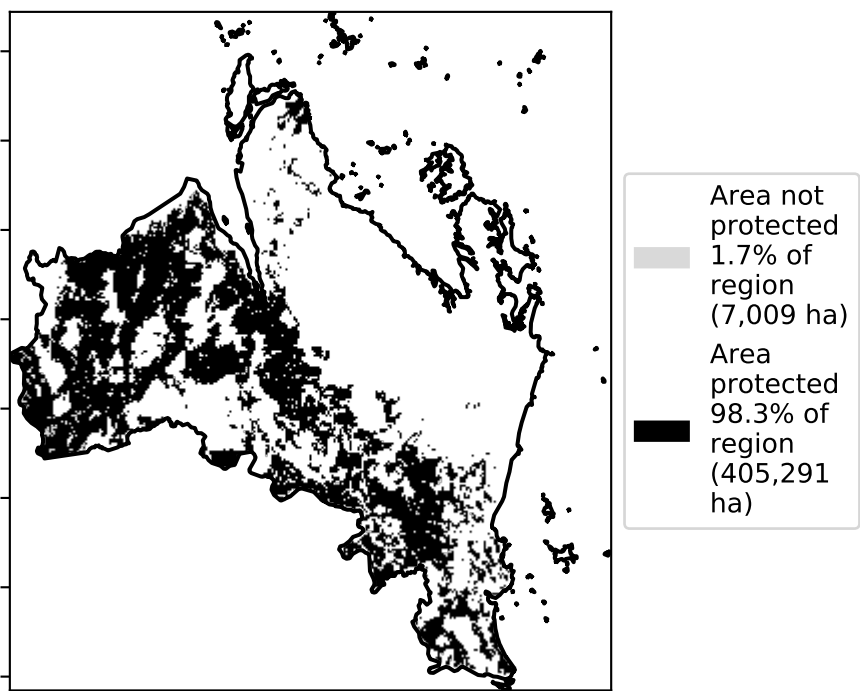 Area not
protected
1.7% of
region
(7,009 ha)
Area
protected
98.3% of
region
(405,291
ha)